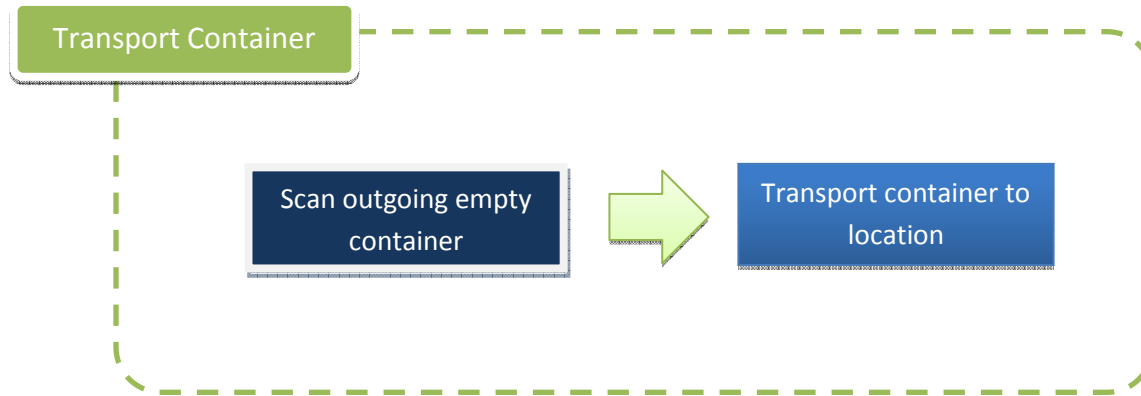 Transport Container
Scan outgoing empty
container
Transport container to
location